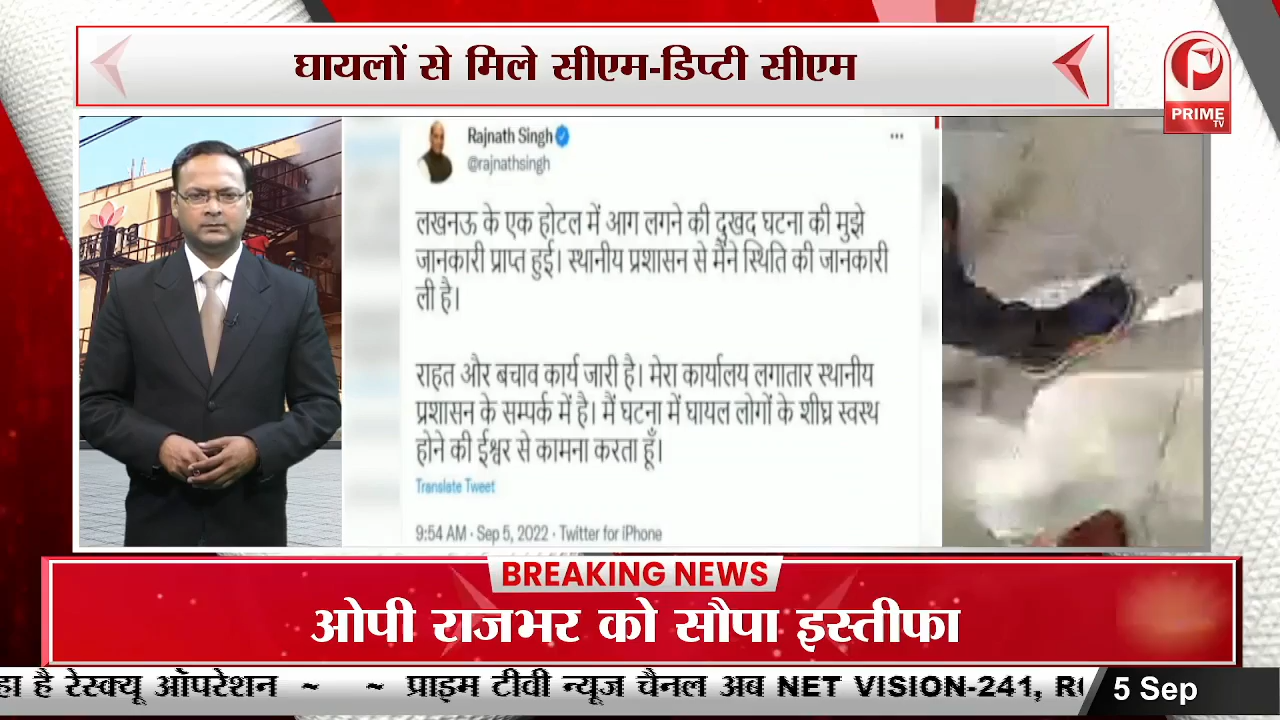 घायलों से मिले सीएम-डिप्टी सीएम
PRIME
TV
Rajnath Singh
@rajnathsingh
लखनऊ के एक होटल में आग लगने की दुखद घटना की मुझे
जानकारी प्राप्त हुई। स्थानीय प्रशासन से मैंने स्थिति की जानकारी
ली है।
राहत और बचाव कार्य जारी है। मेरा कार्यालय लगातार स्थानीय
प्रशासन के सम्पर्क में है। मैं घटना में घायल लोगों के शीघ्र स्वस्थ
होने की ईश्वर से कामना करता हूँ।
Translate Tweet
9:54 AM · Sep 5, 2022 · Twitter for iPhone
BREAKING NEWS
ओपी राजभर को सौपा इस्तीफा
है रेस्क्यू ऑपरेशन ~ ~ प्राइम टीवी न्यूज चैनल अब NET VISION-241,
5 Sep